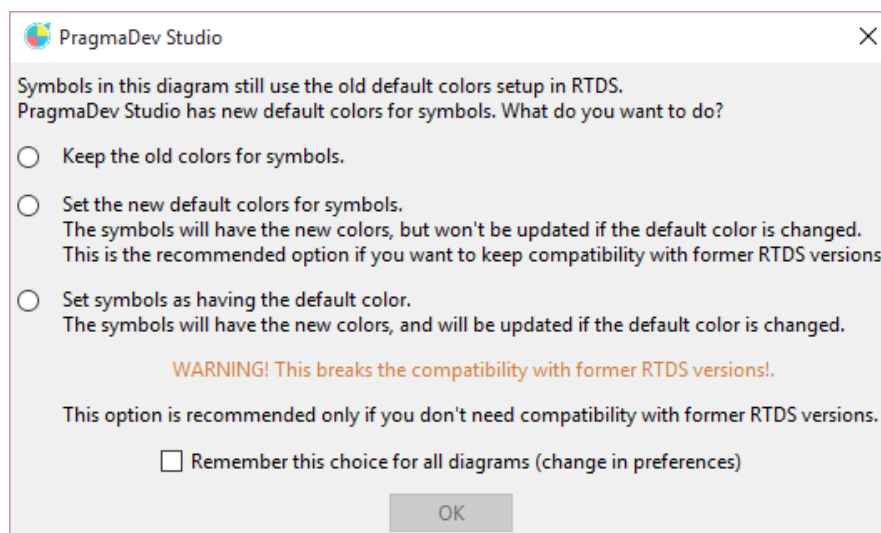 PragmaDev Studio
Symbols in this diagram still use the old default colors setup in RTDS.
PragmaDev Studio has new default colors for symbols. What do you want to do?
Keep the old colors for symbols.
Set the new default colors for symbols.
The symbols will have the new colors, but won't be updated if the default color is changed.
This is the recommended option if you want to keep compatibility with former RTDS versions
Set symbols as having the default color.
The symbols will have the new colors, and will be updated if the default color is changed.
WARNING! This breaks the compatibility with former RTDS versions!.
This option is recommended only if you don't need compatibility with former RTDS versions.
Remember this choice for all diagrams (change in preferences)
OK